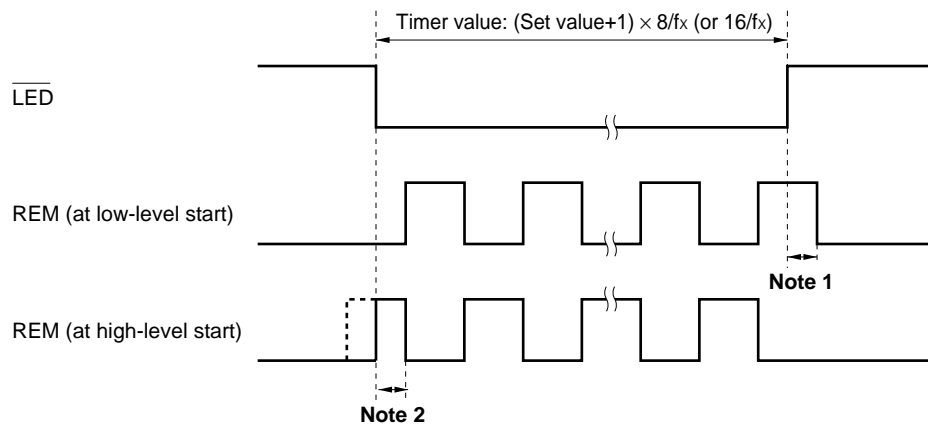 Timer value: (Set value+1) × 8/fx (or 16/fx)
L̅E̅D̅
REM (at low-level start)
Note 1
REM (at high-level start)
Note 2